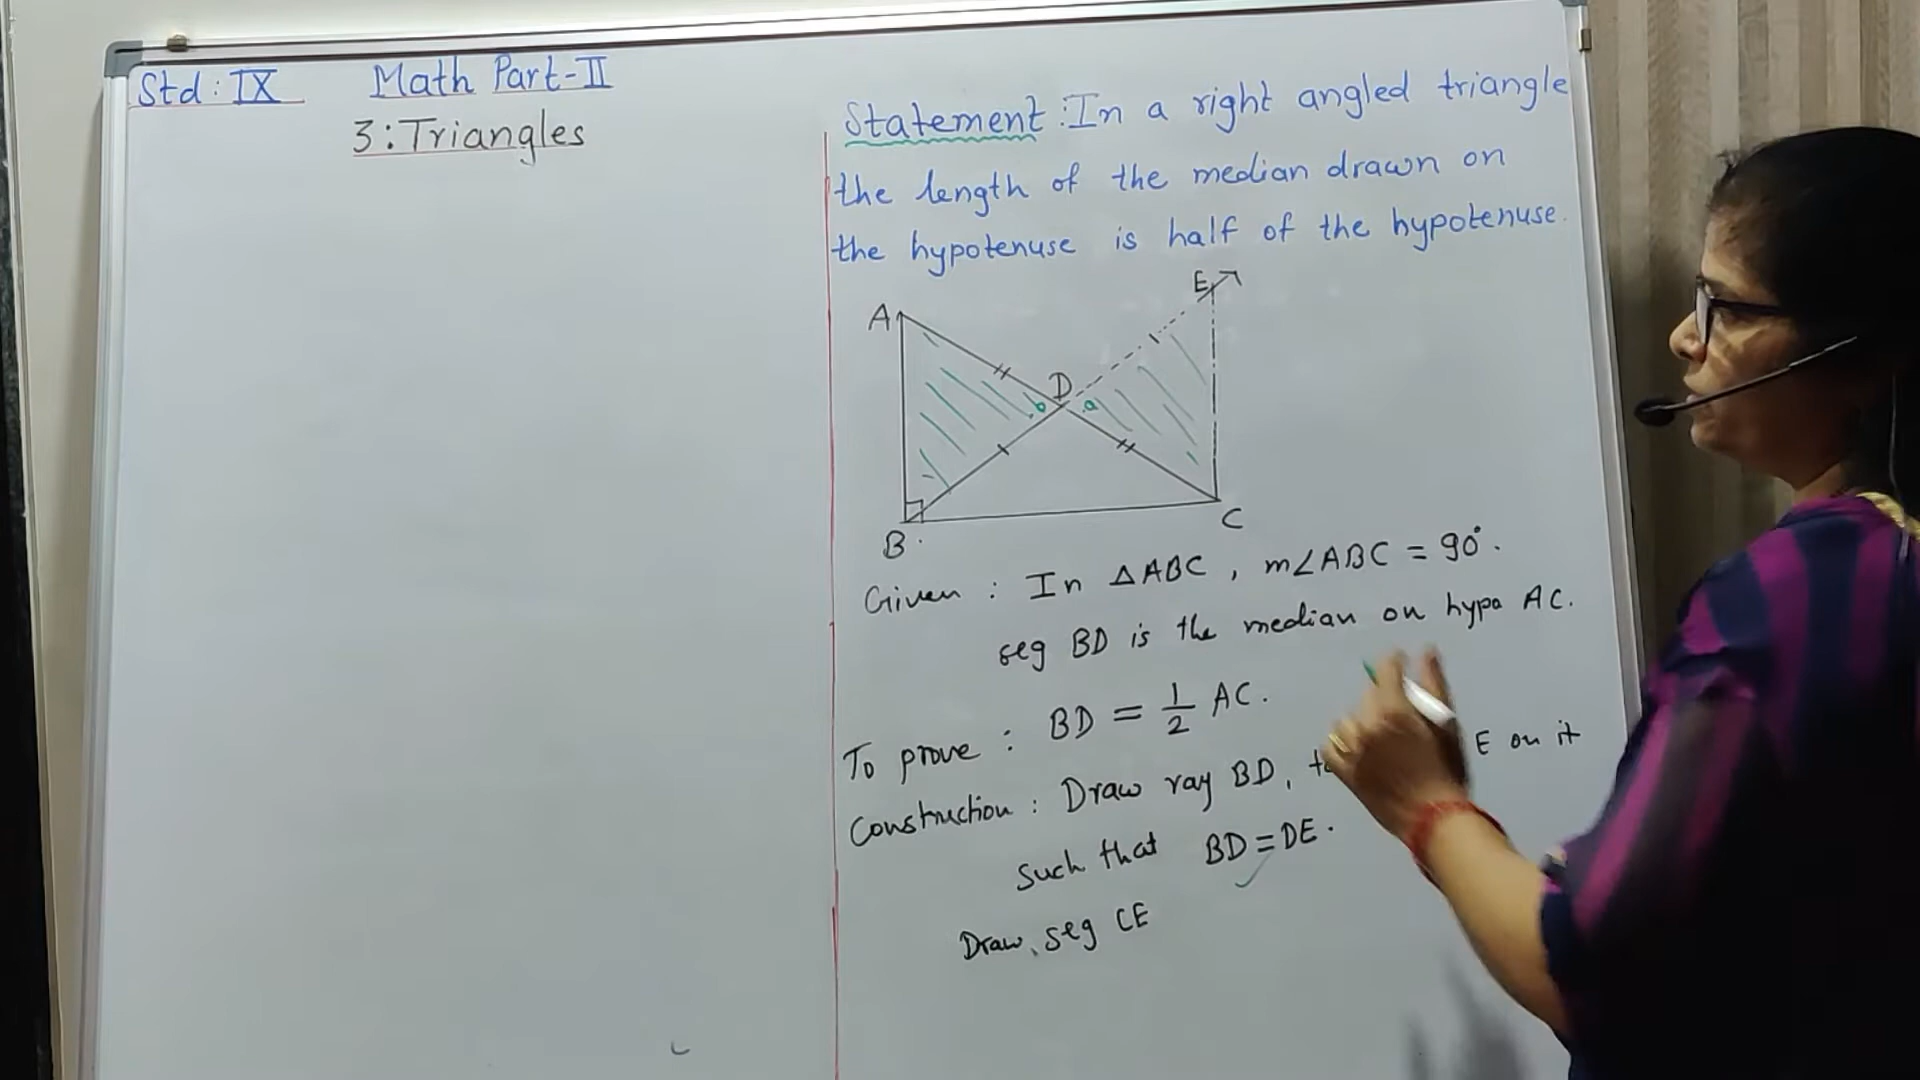 Std : IX Math Part-II
3 : Triangles
Statement : In a right angled triangle
the length of the median drawn on
the hypotenuse is half of the hypotenuse.
E
A
D
b a
B C
Given : In △ABC, m∠ABC = 90°.
seg BD is the median on hypo AC.
To prove : BD = 1/2 AC.
Construction : Draw ray BD, E on it
such that BD = DE.
Draw seg CE